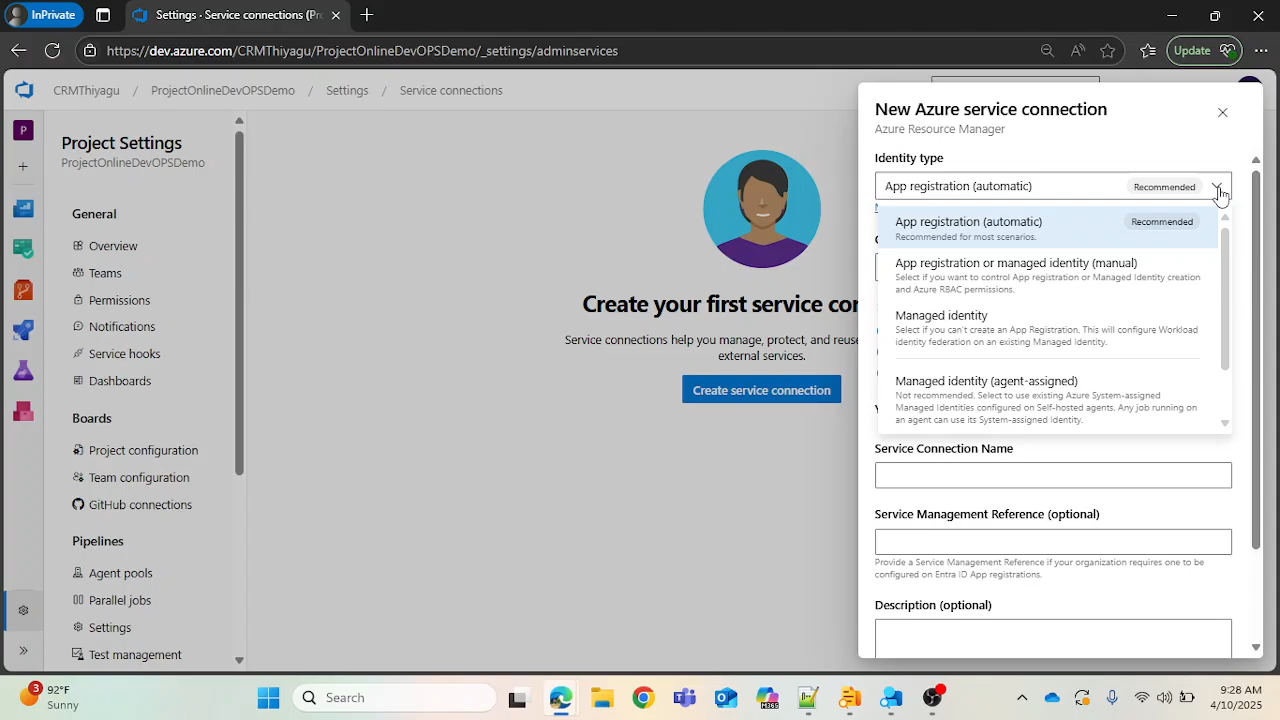 InPrivate
Settings - Service connections (Pr
https://dev.azure.com/CRMThiyagu/ProjectOnlineDevOPSDemo/_settings/adminservices
Update
CRMThiyagu / ProjectOnlineDevOPSDemo / Settings / Service connections
P
Project Settings
ProjectOnlineDevOPSDemo
General
Overview
Teams
Permissions
Notifications
Service hooks
Dashboards
Boards
Project configuration
Team configuration
GitHub connections
Pipelines
Agent pools
Parallel jobs
Settings
Test management
Create your first service co
Service connections help you manage, protect, and reuse
external services.
Create service connection
New Azure service connection
Azure Resource Manager
Identity type
App registration (automatic) Recommended
App registration (automatic) Recommended
Recommended for most scenarios.
App registration or managed identity (manual)
Select if you want to control App registration or Managed Identity creation
and Azure RBAC permissions.
Managed identity
Select if you can't create an App Registration. This will configure Workload
identity federation on an existing Managed Identity.
Managed identity (agent-assigned)
Not recommended. Select to use existing Azure System-assigned
Managed Identities configured on Self-hosted agents. Any job running on
an agent can use its System-assigned Identity.
Service Connection Name
Service Management Reference (optional)
Provide a Service Management Reference if your organization requires one to be
configured on Entra ID App registrations.
Description (optional)
3
92°F
Sunny
Search
9:28 AM
4/10/2025